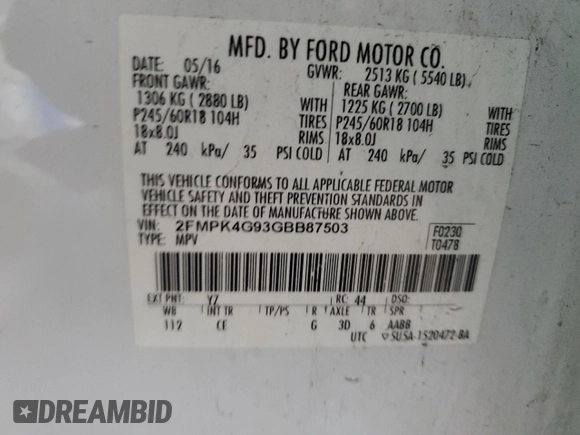 MFD. BY FORD MOTOR CO.
DATE: 05/16 GVWR: 2513 KG ( 5540 LB)
FRONT GAWR: REAR GAWR:
1306 KG ( 2880 LB) WITH 1225 KG ( 2700 LB) WITH
P245/60R18 104H TIRES P245/60R18 104H TIRES
18x8.0J RIMS 18x8.0J RIMS
AT 240 kPa/ 35 PSI COLD AT 240 kPa/ 35 PSI COLD
THIS VEHICLE CONFORMS TO ALL APPLICABLE FEDERAL MOTOR
VEHICLE SAFETY AND THEFT PREVENTION STANDARDS IN
EFFECT ON THE DATE OF MANUFACTURE SHOWN ABOVE.
VIN: 2FMPK4G93GBB87503 F0230
TYPE: MPV T0478
EXT PNT: YZ RC: 44 DSO:
WB INT TR TP/PS R AXLE TR SPR
112 CE G 3D 6 AABB
UTC SUSA-1520472-BA
DREAMBID